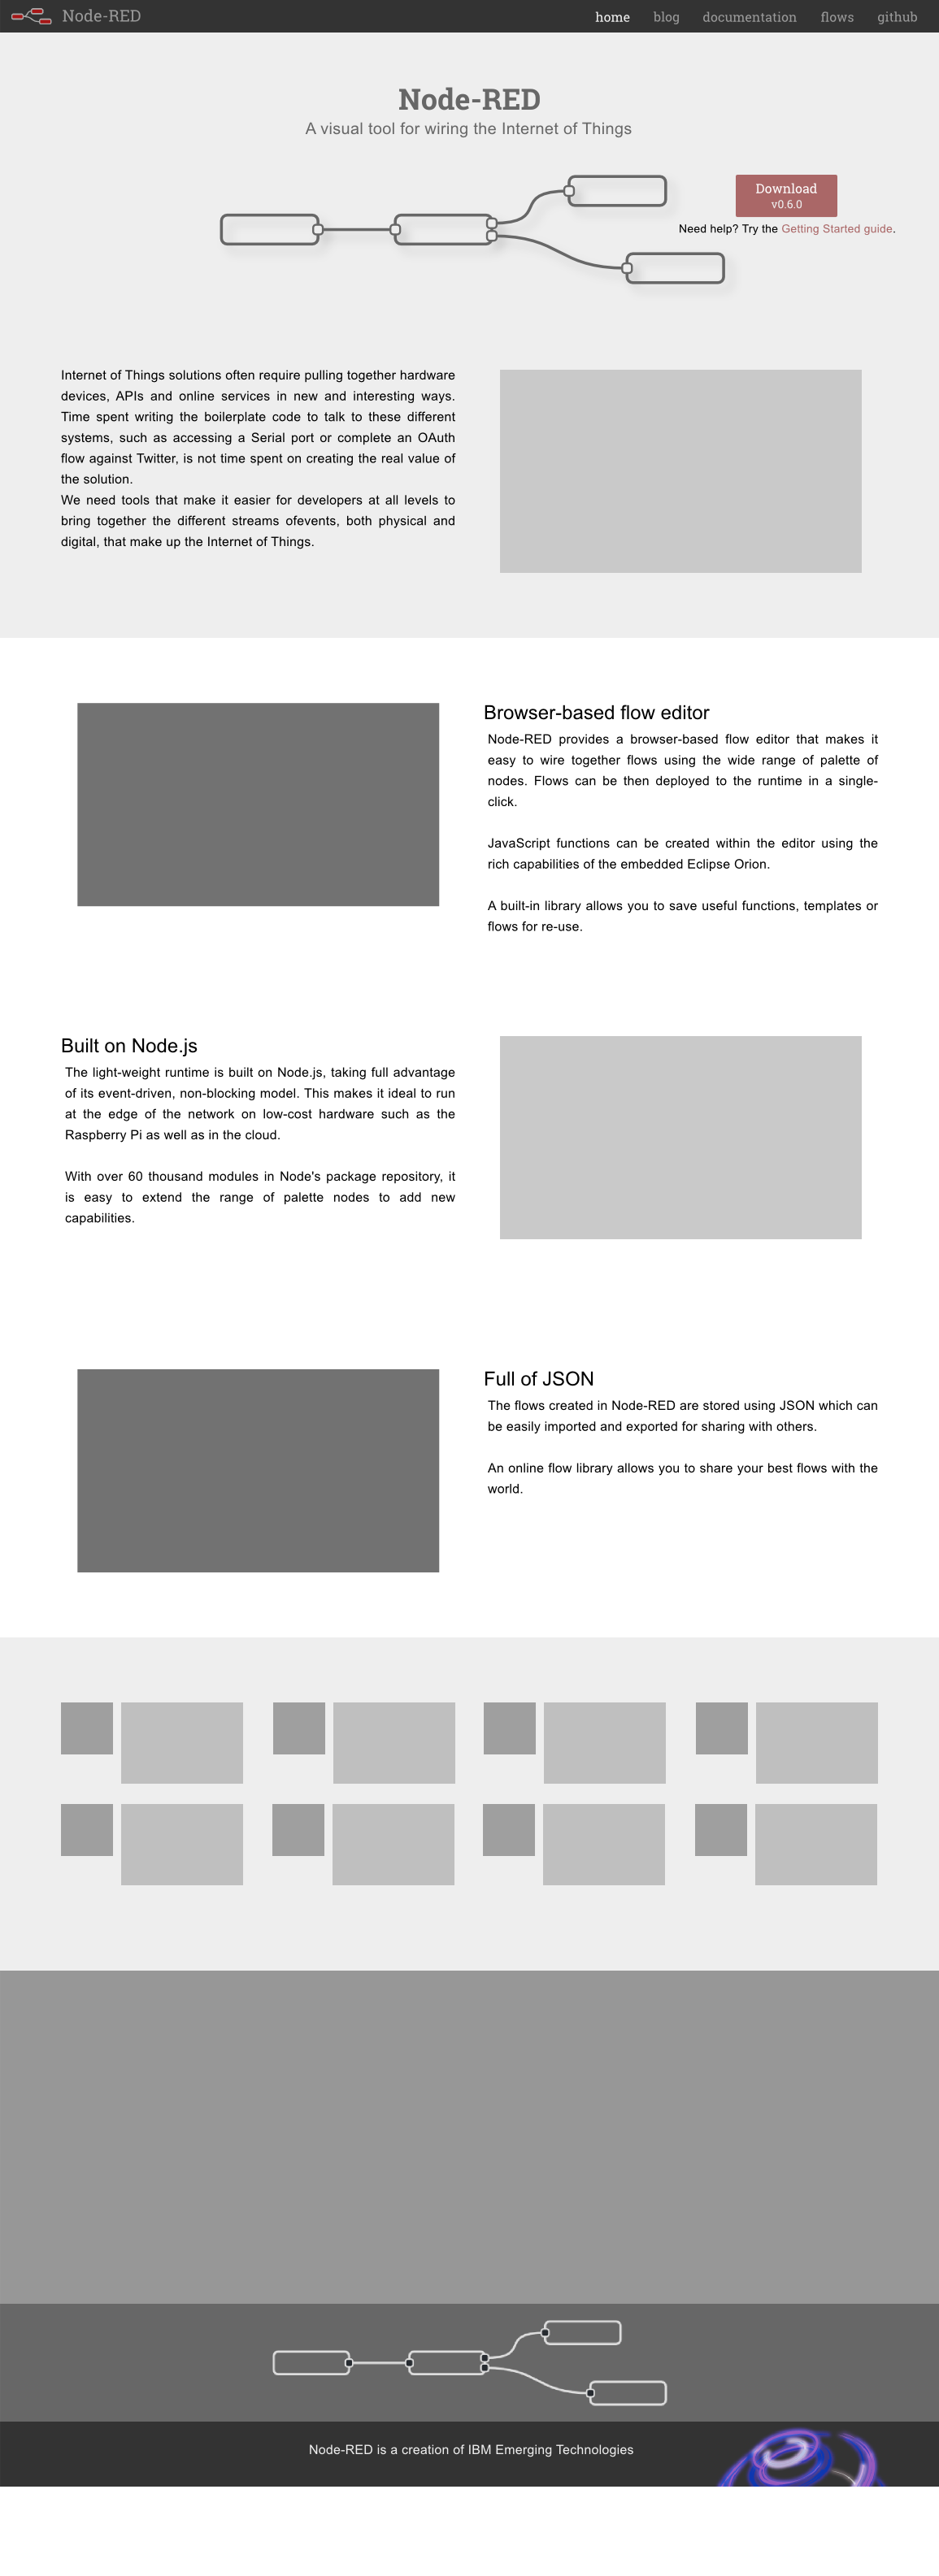 Node-RED
home blog documentation flows github
Node-RED
A visual tool for wiring the Internet of Things
Download
v0.6.0
Need help? Try the Getting Started guide.
Internet of Things solutions often require pulling together hardware
devices, APIs and online services in new and interesting ways.
Time spent writing the boilerplate code to talk to these different
systems, such as accessing a Serial port or complete an OAuth
flow against Twitter, is not time spent on creating the real value of
the solution.
We need tools that make it easier for developers at all levels to
bring together the different streams ofevents, both physical and
digital, that make up the Internet of Things.
Browser-based flow editor
Node-RED provides a browser-based flow editor that makes it
easy to wire together flows using the wide range of palette of
nodes. Flows can be then deployed to the runtime in a single-
click.
JavaScript functions can be created within the editor using the
rich capabilities of the embedded Eclipse Orion.
A built-in library allows you to save useful functions, templates or
flows for re-use.
Built on Node.js
The light-weight runtime is built on Node.js, taking full advantage
of its event-driven, non-blocking model. This makes it ideal to run
at the edge of the network on low-cost hardware such as the
Raspberry Pi as well as in the cloud.
With over 60 thousand modules in Node's package repository, it
is easy to extend the range of palette nodes to add new
capabilities.
Full of JSON
The flows created in Node-RED are stored using JSON which can
be easily imported and exported for sharing with others.
An online flow library allows you to share your best flows with the
world.
Node-RED is a creation of IBM Emerging Technologies